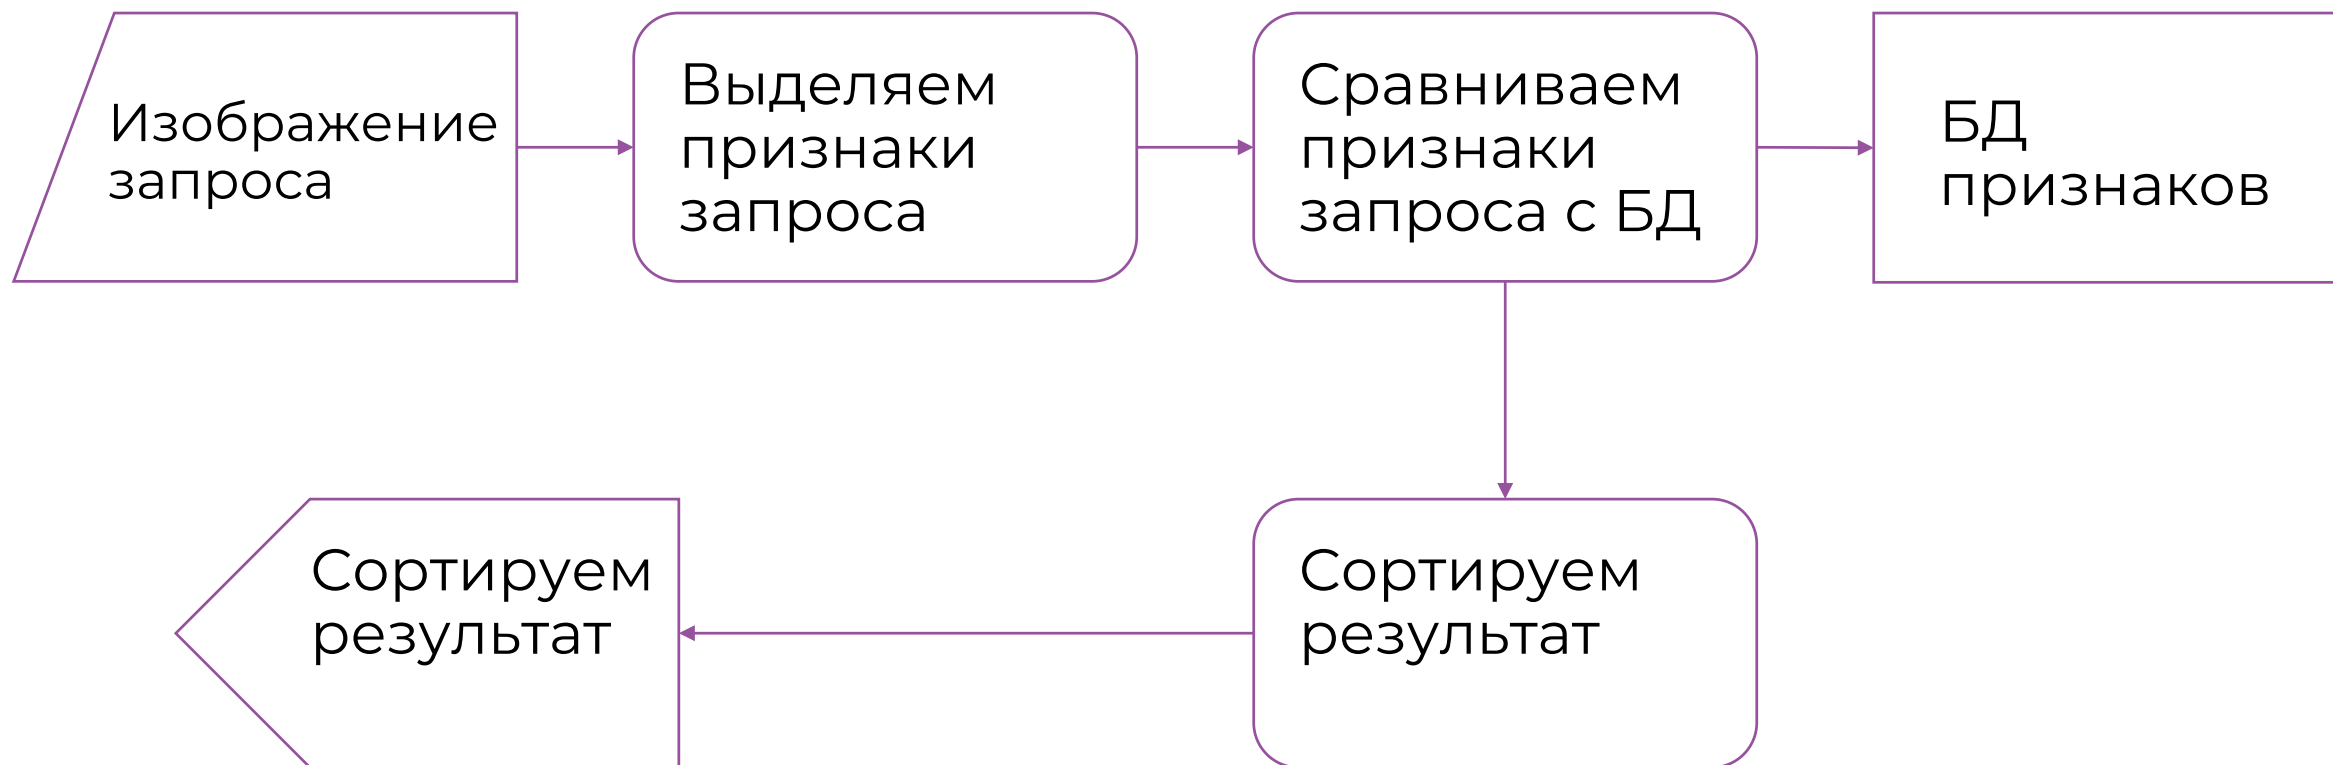 Изображение
запроса
Выделяем
признаки
запроса
Сравниваем
признаки
запроса с БД
БД
признаков
Сортируем
результат
Сортируем
результат